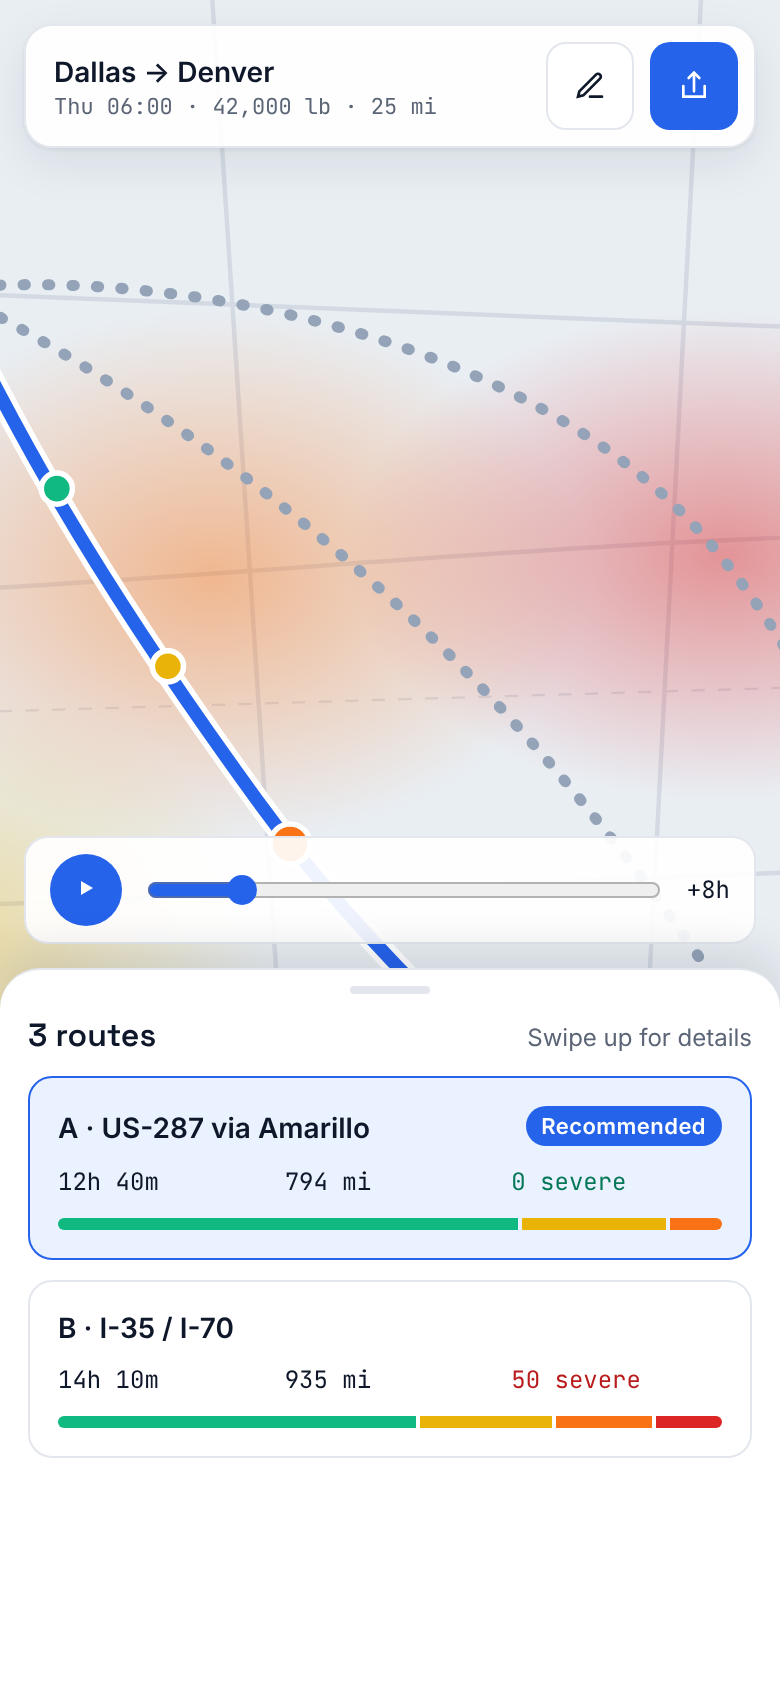 Dallas → Denver
Thu 06:00 · 42,000 lb · 25 mi
+8h
3 routes
Swipe up for details
A · US-287 via Amarillo
Recommended
12h 40m
794 mi
0 severe
B · I-35 / I-70
14h 10m
935 mi
50 severe